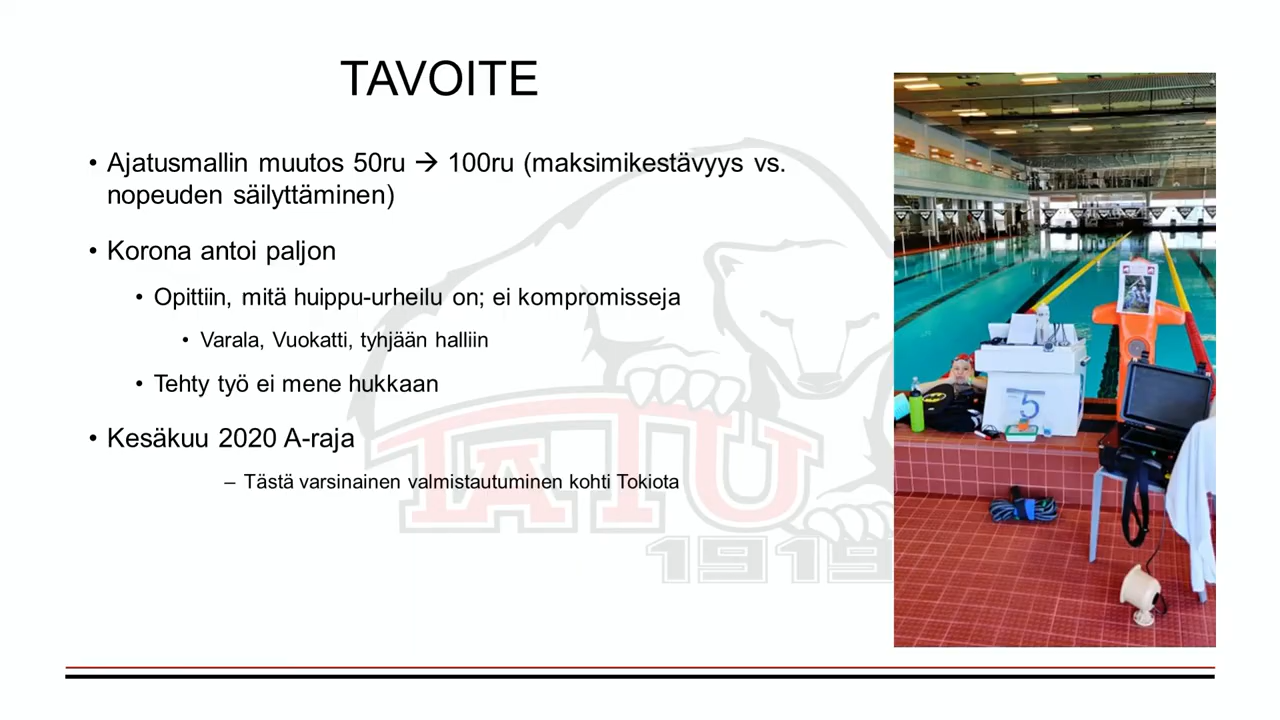 TAVOITE
• Ajatusmallin muutos 50ru → 100ru (maksimikestävyys vs.
nopeuden säilyttäminen)
• Korona antoi paljon
• Opittiin, mitä huippu-urheilu on; ei kompromisseja
• Varala, Vuokatti, tyhjään halliin
• Tehty työ ei mene hukkaan
• Kesäkuu 2020 A-raja
– Tästä varsinainen valmistautuminen kohti Tokiota
TaTU
1919
5